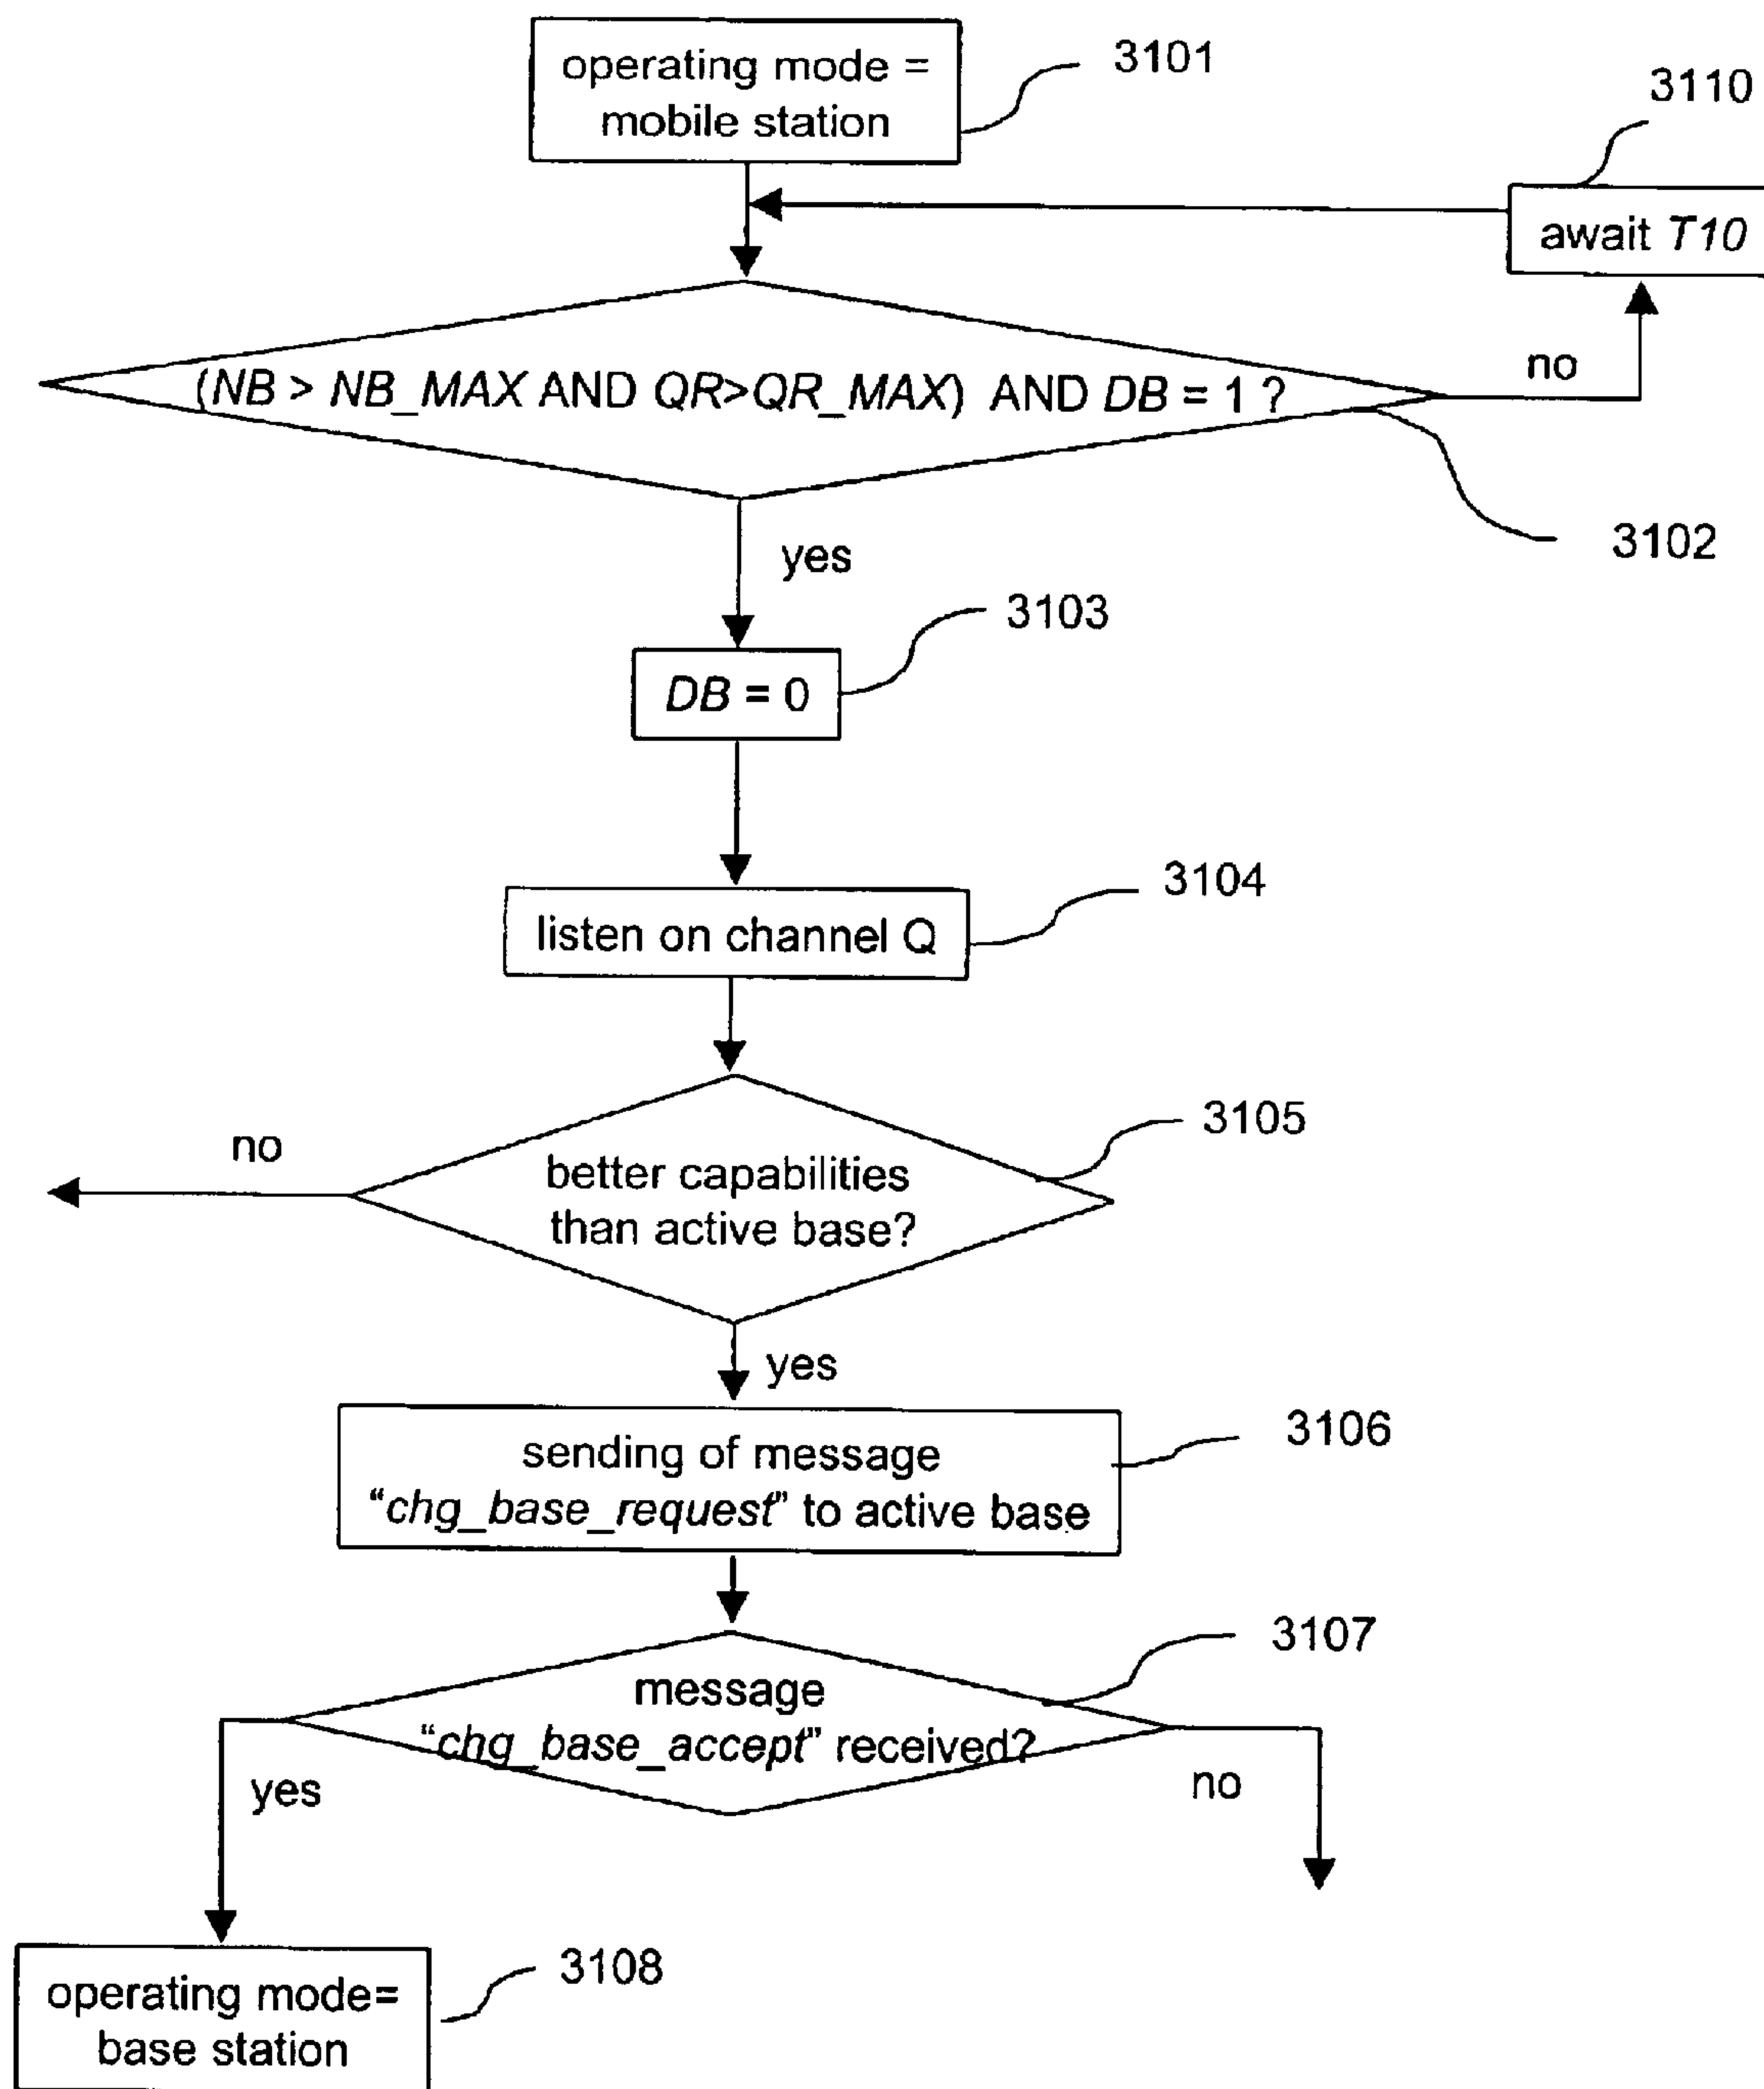 operating mode =
mobile station
3101
3110
await T10
(NB > NB_MAX AND QR>QR_MAX) AND DB = 1 ?
no
3102
yes
3103
DB = 0
3104
listen on channel Q
3105
no
better capabilities
than active base?
yes
3106
sending of message
“chg_base_request” to active base
3107
message
“chg_base_accept” received?
yes
no
3108
operating mode=
base station